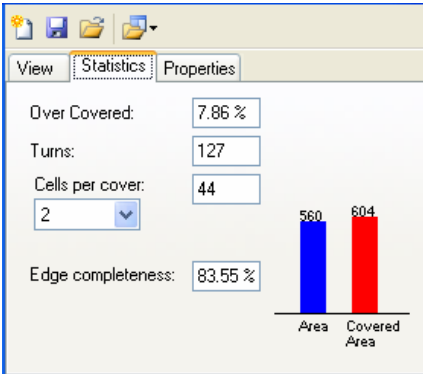 View Statistics Properties
Over Covered: 7.86 %
Turns: 127
Cells per cover: 44
2
560 604
Edge completeness: 83.55 %
Area Covered
Area